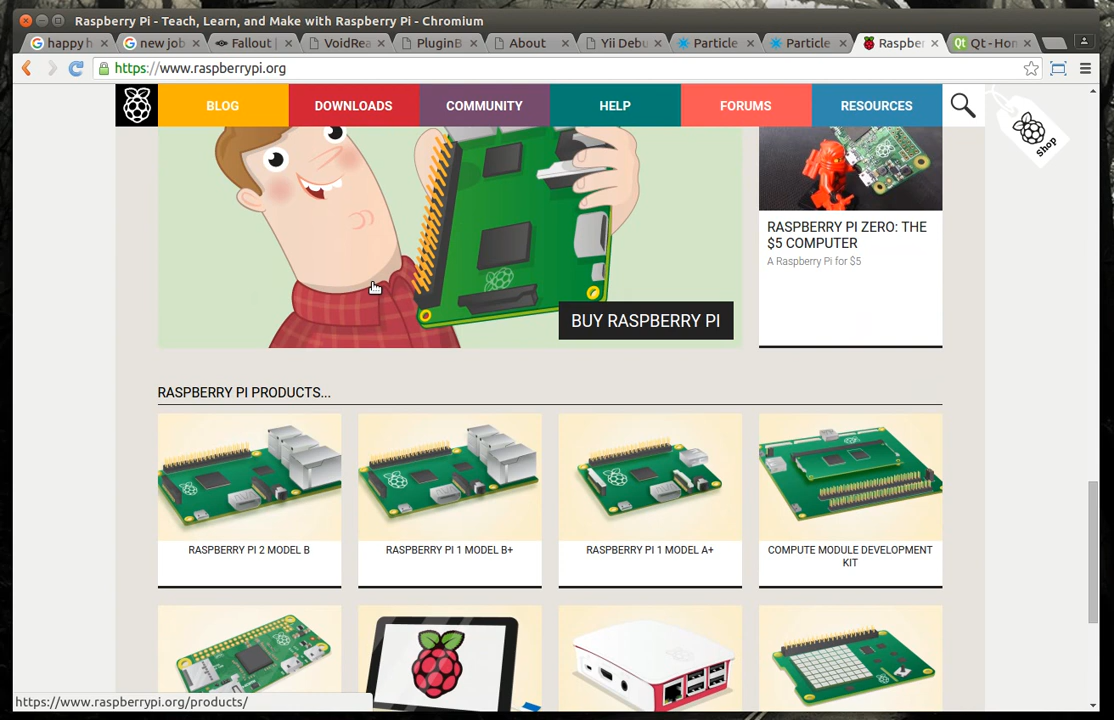 Raspberry Pi - Teach, Learn, and Make with Raspberry Pi - Chromium
happy h
new job
Fallout |
VoidRea
PluginB
About
Yii Debu
Particle
Particle
Raspber
Qt - Hom
https://www.raspberrypi.org
BLOG
DOWNLOADS
COMMUNITY
HELP
FORUMS
RESOURCES
Shop
RASPBERRY PI ZERO: THE
$5 COMPUTER
A Raspberry Pi for $5
BUY RASPBERRY PI
RASPBERRY PI PRODUCTS...
RASPBERRY PI 2 MODEL B
RASPBERRY PI 1 MODEL B+
RASPBERRY PI 1 MODEL A+
COMPUTE MODULE DEVELOPMENT
KIT
https://www.raspberrypi.org/products/